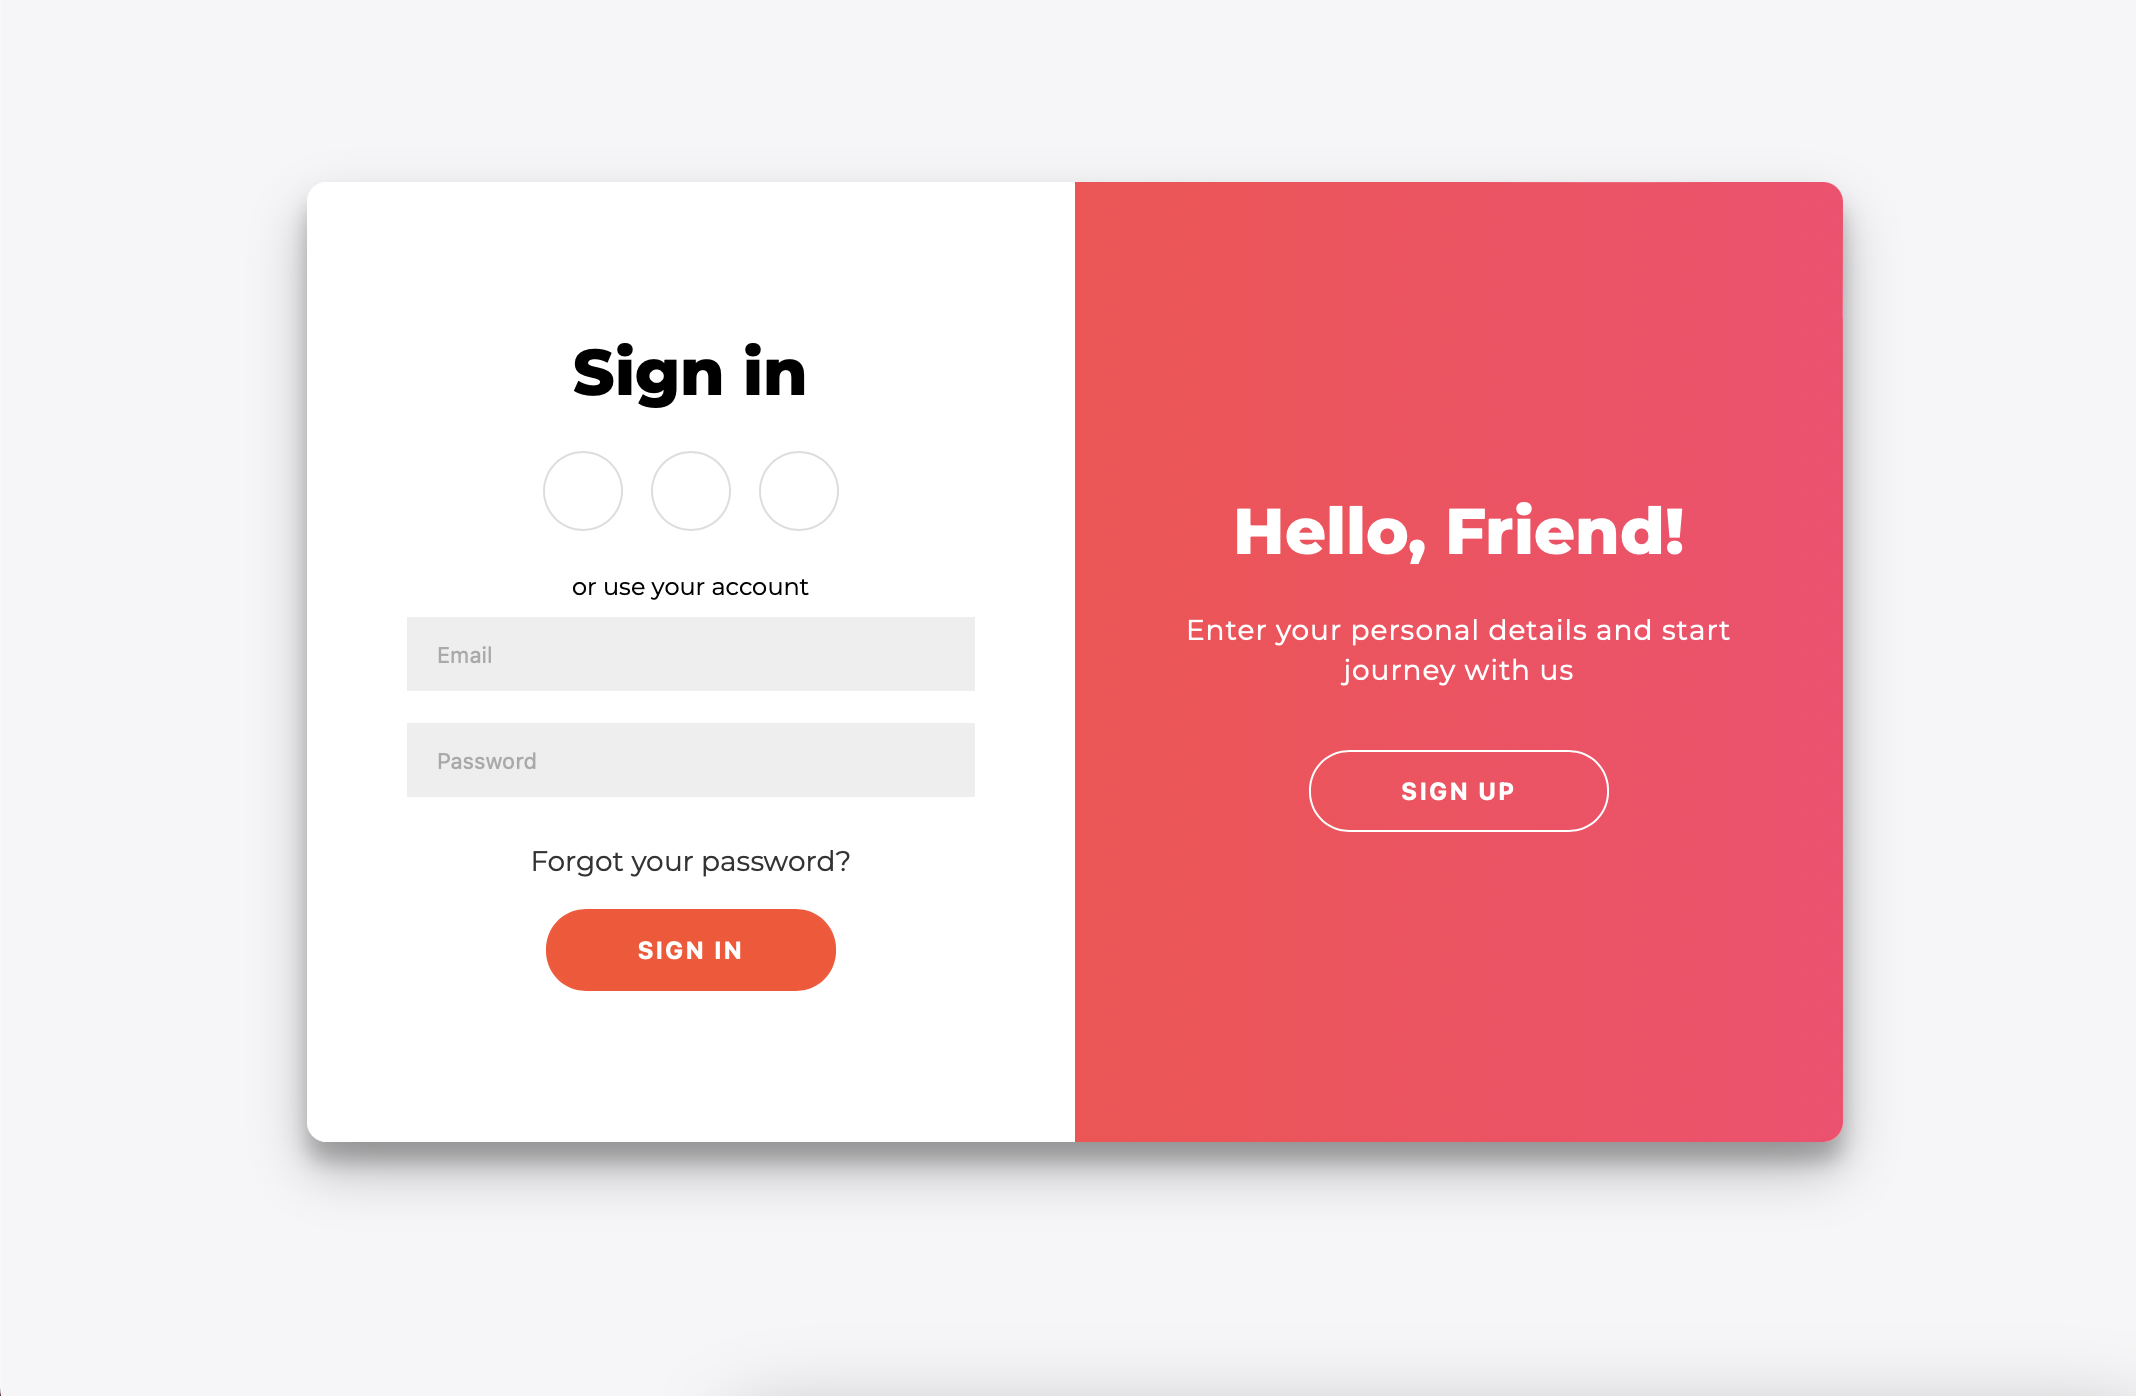 Sign in
or use your account
Email
Password
Forgot your password?
SIGN IN
Hello, Friend!
Enter your personal details and start
journey with us
SIGN UP